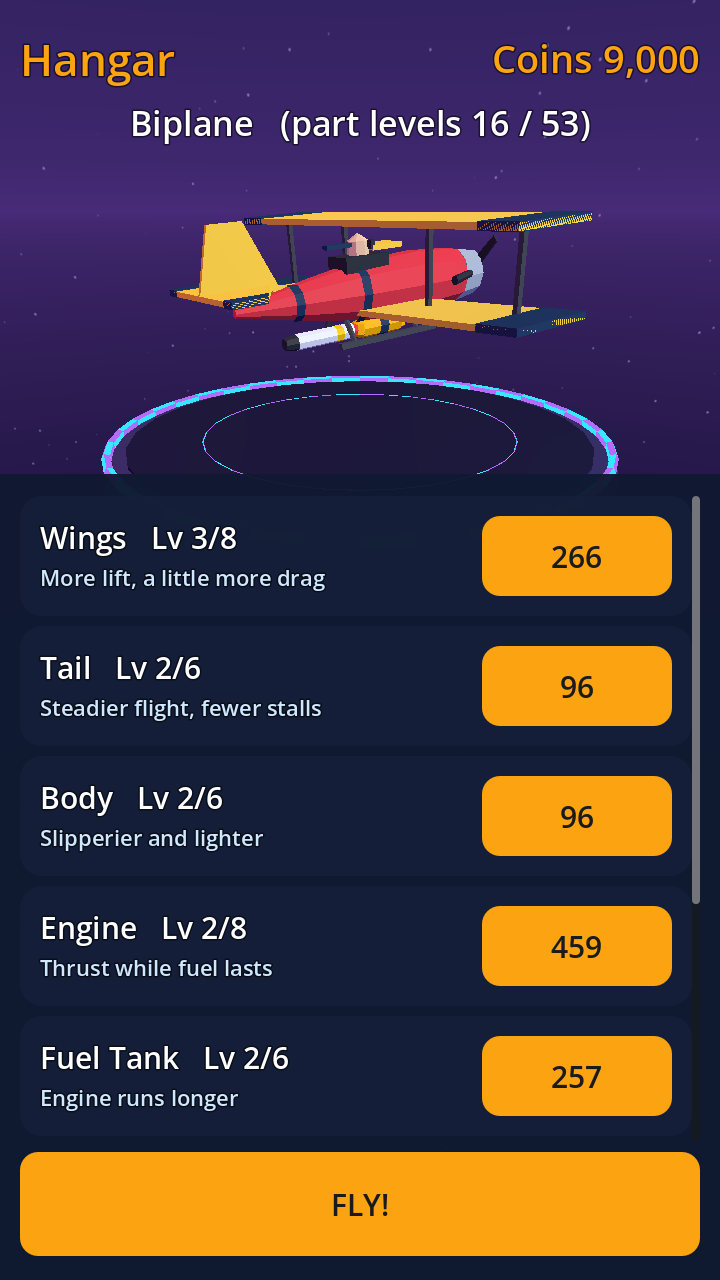 Hangar
Coins 9,000
Biplane (part levels 16 / 53)
Wings Lv 3/8
More lift, a little more drag
266
Tail Lv 2/6
Steadier flight, fewer stalls
96
Body Lv 2/6
Slipperier and lighter
96
Engine Lv 2/8
Thrust while fuel lasts
459
Fuel Tank Lv 2/6
Engine runs longer
257
FLY!